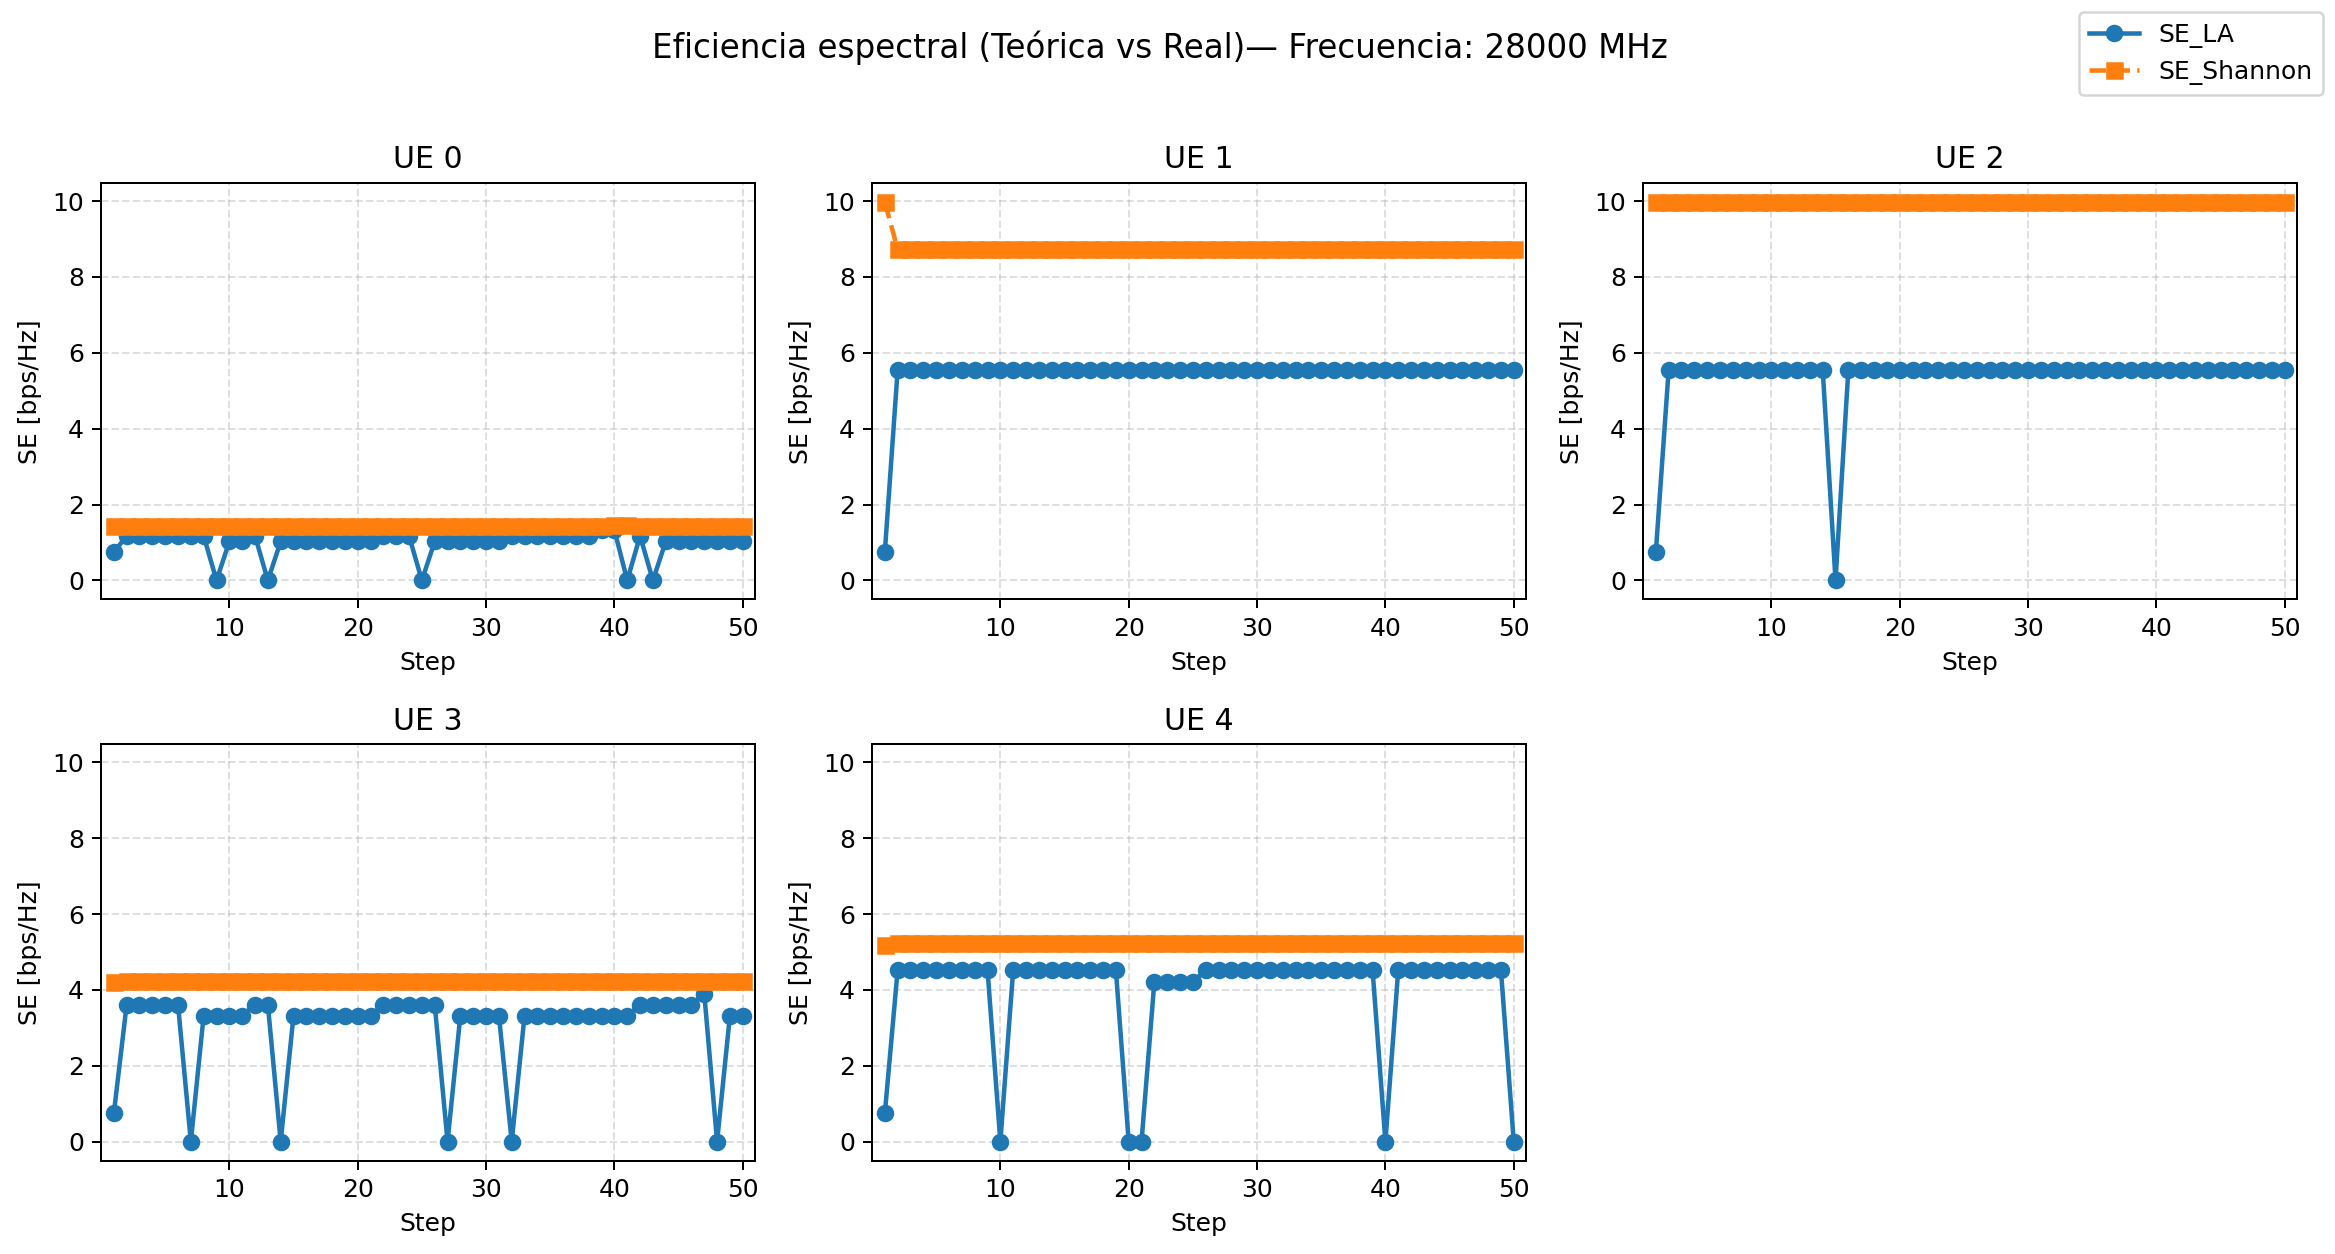 Eficiencia espectral (Teórica vs Real)— Frecuencia: 28000 MHz
SE_LA
SE_Shannon
UE 0
10
8
6
4
2
0
SE [bps/Hz]
10 20 30 40 50
Step
UE 1
10
8
6
4
2
0
SE [bps/Hz]
10 20 30 40 50
Step
UE 2
10
8
6
4
2
0
SE [bps/Hz]
10 20 30 40 50
Step
UE 3
10
8
6
4
2
0
SE [bps/Hz]
10 20 30 40 50
Step
UE 4
10
8
6
4
2
0
SE [bps/Hz]
10 20 30 40 50
Step